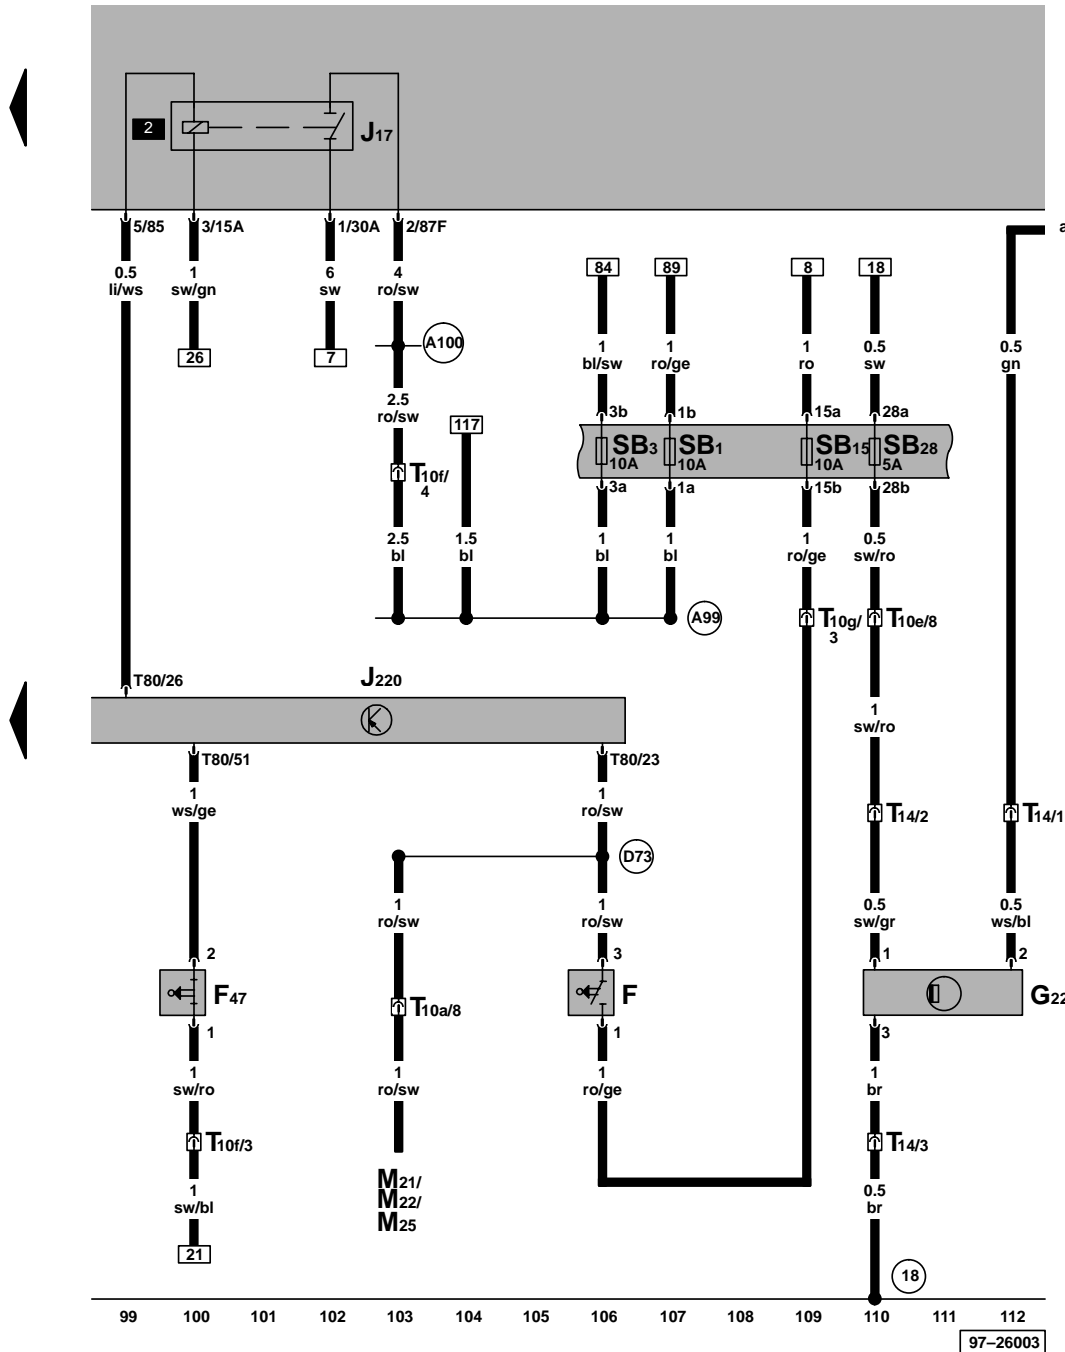 2
J17
5/85
3/15A
1/30A
2/87F
a
0.5
li/ws
1
sw/gn
6
sw
4
ro/sw
84
89
8
18
26
7
A100
1
bl/sw
1
ro/ge
1
ro
0.5
sw
0.5
gn
2.5
ro/sw
117
3b
1b
15a
28a
SB3
10A
SB1
10A
SB15
10A
SB28
5A
T10f/
4
3a
1a
15b
28b
2.5
bl
1.5
bl
1
bl
1
bl
1
ro/ge
0.5
sw/ro
A99
T10g/
3
T10e/8
T80/26
J220
1
sw/ro
T80/51
T80/23
1
ws/ge
1
ro/sw
T14/2
T14/1
D73
1
ro/sw
1
ro/sw
0.5
sw/gr
0.5
ws/bl
2
3
1
2
F47
T10a/8
F
G22
1
1
3
1
sw/ro
1
ro/sw
1
ro/ge
1
br
T10f/3
T14/3
1
sw/bl
M21/
M22/
M25
0.5
br
21
18
99 100 101 102 103 104 105 106 107 108 109 110 111 112
97–26003